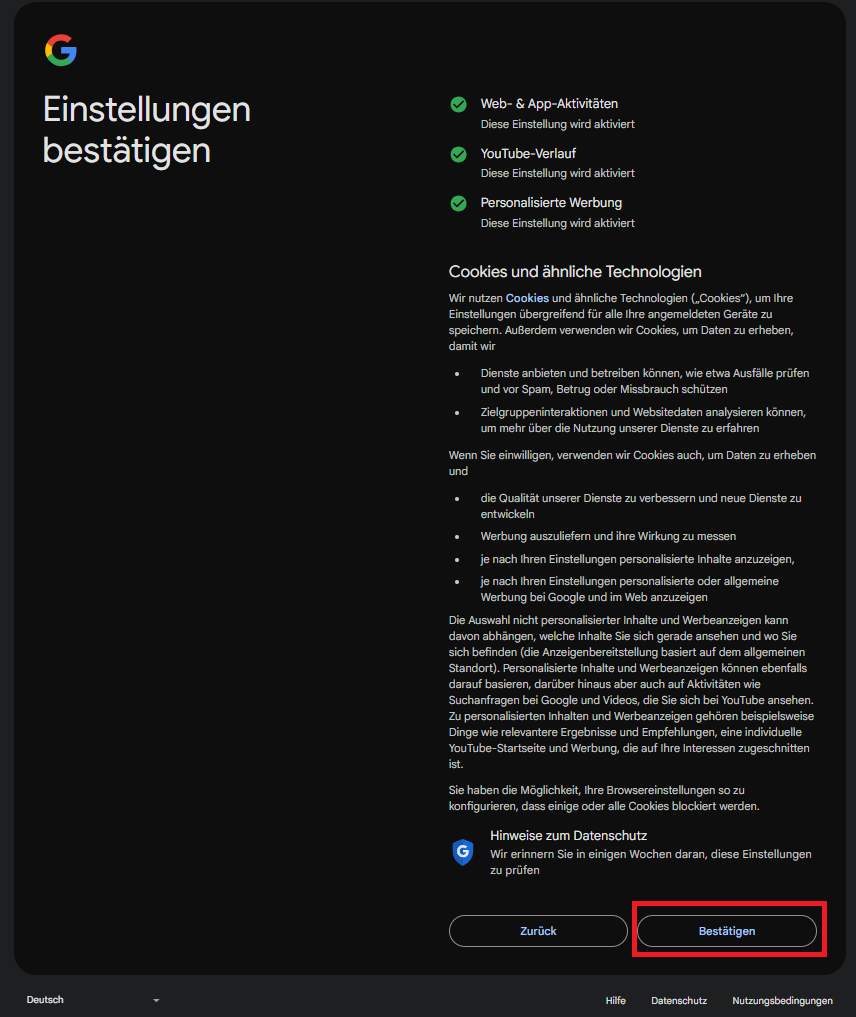 Einstellungen
bestätigen
Web- & App-Aktivitäten
Diese Einstellung wird aktiviert
YouTube-Verlauf
Diese Einstellung wird aktiviert
Personalisierte Werbung
Diese Einstellung wird aktiviert
Cookies und ähnliche Technologien
Wir nutzen Cookies und ähnliche Technologien („Cookies“), um Ihre
Einstellungen übergreifend für alle Ihre angemeldeten Geräte zu
speichern. Außerdem verwenden wir Cookies, um Daten zu erheben,
damit wir
• Dienste anbieten und betreiben können, wie etwa Ausfälle prüfen
und vor Spam, Betrug oder Missbrauch schützen
• Zielgruppeninteraktionen und Websitedaten analysieren können,
um mehr über die Nutzung unserer Dienste zu erfahren
Wenn Sie einwilligen, verwenden wir Cookies auch, um Daten zu erheben
und
• die Qualität unserer Dienste zu verbessern und neue Dienste zu
entwickeln
• Werbung auszuliefern und ihre Wirkung zu messen
• je nach Ihren Einstellungen personalisierte Inhalte anzuzeigen,
• je nach Ihren Einstellungen personalisierte oder allgemeine
Werbung bei Google und im Web anzuzeigen
Die Auswahl nicht personalisierter Inhalte und Werbeanzeigen kann
davon abhängen, welche Inhalte Sie sich gerade ansehen und wo Sie
sich befinden (die Anzeigenbereitstellung basiert auf dem allgemeinen
Standort). Personalisierte Inhalte und Werbeanzeigen können ebenfalls
darauf basieren, darüber hinaus aber auch auf Aktivitäten wie
Suchanfragen bei Google und Videos, die Sie sich bei YouTube ansehen.
Zu personalisierten Inhalten und Werbeanzeigen gehören beispielsweise
Dinge wie relevantere Ergebnisse und Empfehlungen, eine individuelle
YouTube-Startseite und Werbung, die auf Ihre Interessen zugeschnitten
ist.
Sie haben die Möglichkeit, Ihre Browsereinstellungen so zu
konfigurieren, dass einige oder alle Cookies blockiert werden.
Hinweise zum Datenschutz
Wir erinnern Sie in einigen Wochen daran, diese Einstellungen
zu prüfen
Zurück Bestätigen
Deutsch Hilfe Datenschutz Nutzungsbedingungen